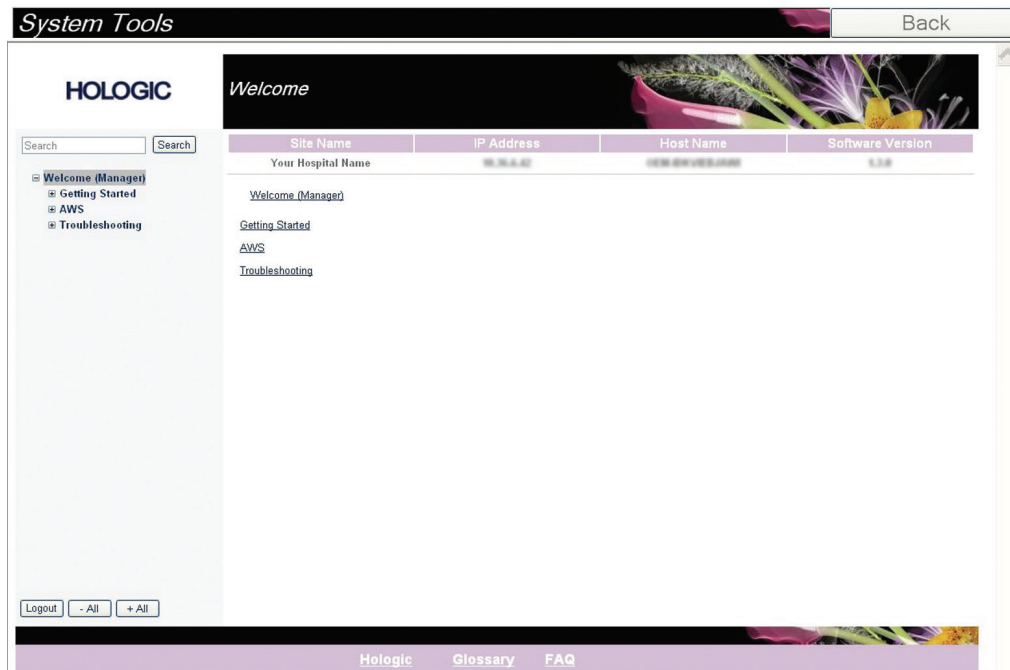 System Tools
Back
HOLOGIC
Welcome
Search
Search
Site Name
IP Address
Host Name
Software Version
Your Hospital Name
Welcome (Manager)
Getting Started
AWS
Troubleshooting
Welcome (Manager)
Getting Started
AWS
Troubleshooting
Logout
- All
+ All
Hologic
Glossary
FAQ